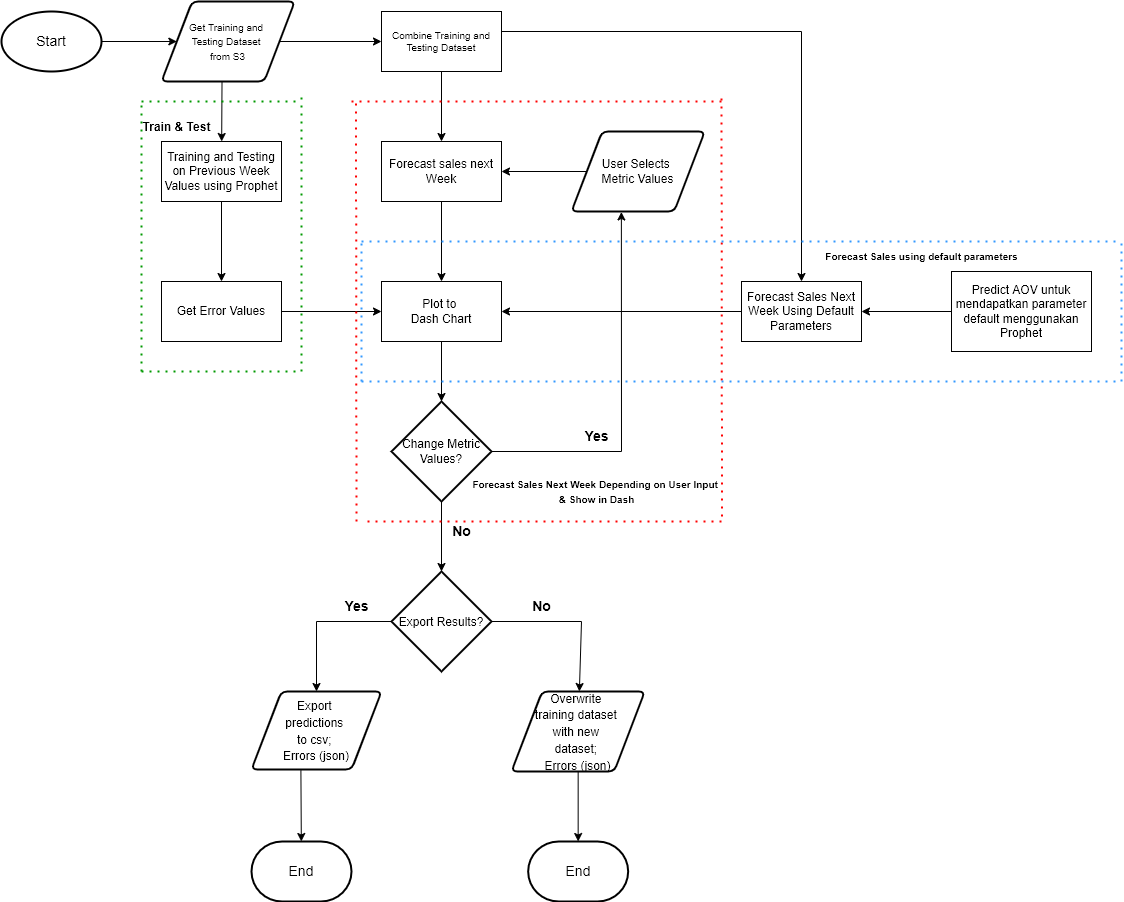 Start
Get Training and
Testing Dataset
from S3
Combine Training and
Testing Dataset
Train & Test
Training and Testing
on Previous Week
Values using Prophet
Forecast sales next
Week
User Selects
Metric Values
Forecast Sales using default parameters
Get Error Values
Plot to
Dash Chart
Forecast Sales Next
Week Using Default
Parameters
Predict AOV untuk
mendapatkan parameter
default menggunakan
Prophet
Change Metric
Values?
Yes
Forecast Sales Next Week Depending on User Input
& Show in Dash
No
Export Results?
Yes
No
Export
predictions
to csv;
Errors (json)
Overwrite
training dataset
with new
dataset;
Errors (json)
End
End